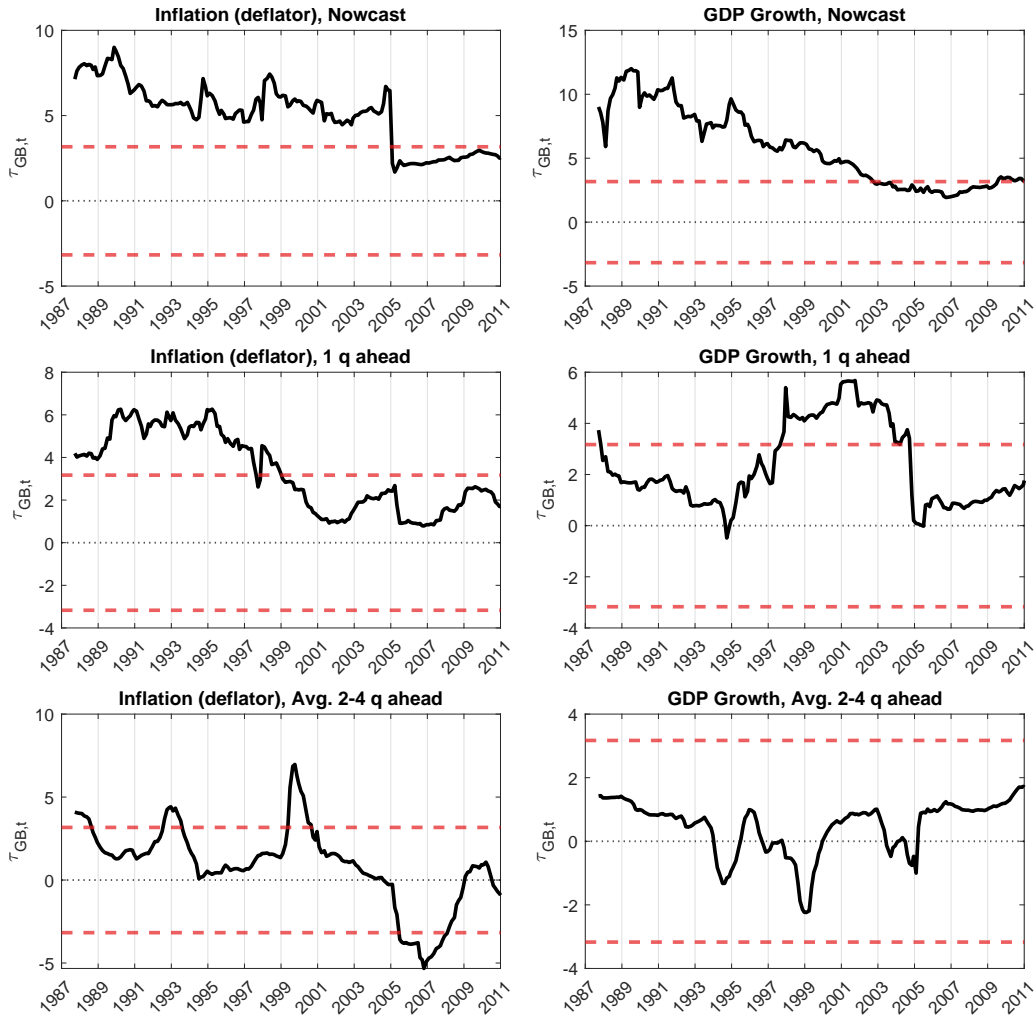 Inflation (deflator), Nowcast
10
5
0
-5
τGB,t
1987 1989 1991 1993 1995 1997 1999 2001 2003 2005 2007 2009 2011
GDP Growth, Nowcast
15
10
5
0
-5
τGB,t
1987 1989 1991 1993 1995 1997 1999 2001 2003 2005 2007 2009 2011
Inflation (deflator), 1 q ahead
8
6
4
2
0
-2
-4
τGB,t
1987 1989 1991 1993 1995 1997 1999 2001 2003 2005 2007 2009 2011
GDP Growth, 1 q ahead
6
4
2
0
-2
-4
τGB,t
1987 1989 1991 1993 1995 1997 1999 2001 2003 2005 2007 2009 2011
Inflation (deflator), Avg. 2-4 q ahead
10
5
0
-5
τGB,t
1987 1989 1991 1993 1995 1997 1999 2001 2003 2005 2007 2009 2011
GDP Growth, Avg. 2-4 q ahead
4
2
0
-2
-4
τGB,t
1987 1989 1991 1993 1995 1997 1999 2001 2003 2005 2007 2009 2011